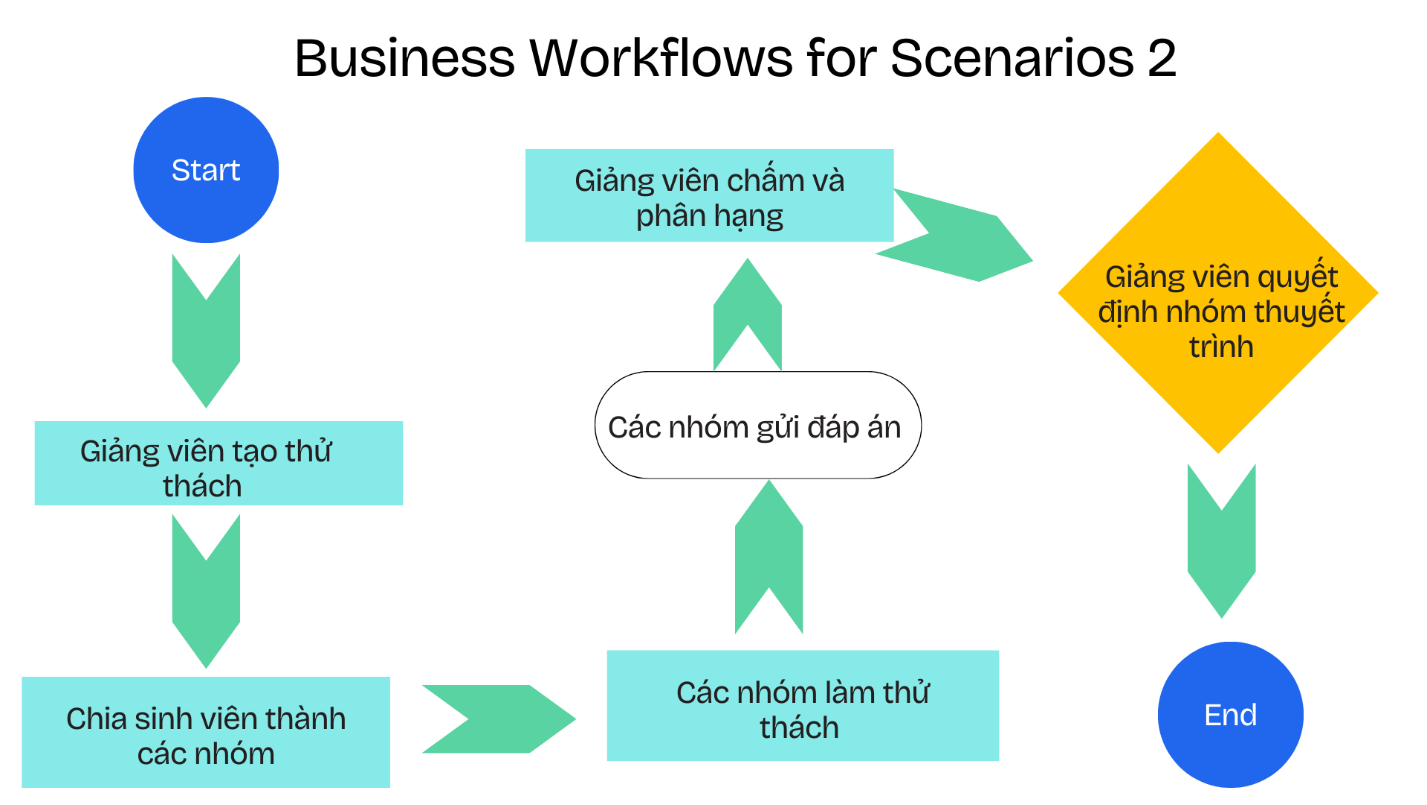 Business Workflows for Scenarios 2
Start
Giảng viên tạo thử
thách
Chia sinh viên thành
các nhóm
Các nhóm làm thử
thách
Các nhóm gửi đáp án
Giảng viên chấm và
phân hạng
Giảng viên quyết
định nhóm thuyết
trình
End